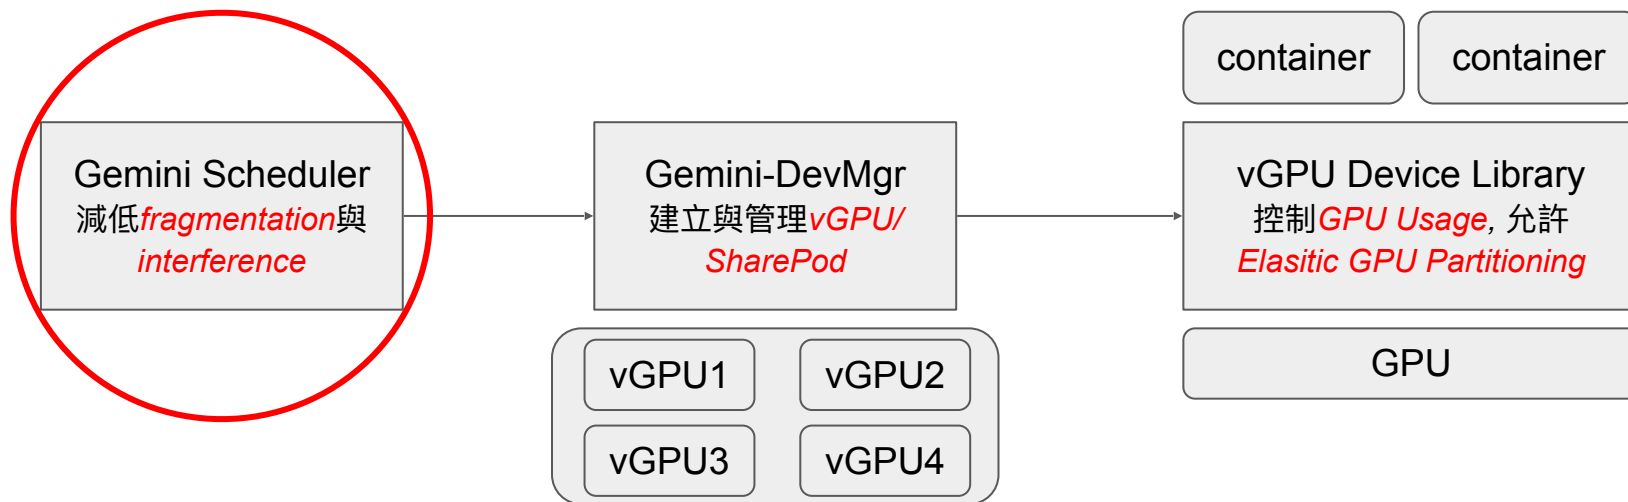 Gemini Scheduler
減低fragmentation與
interference
Gemini-DevMgr
建立與管理vGPU/
SharePod
vGPU1
vGPU2
vGPU3
vGPU4
container
container
vGPU Device Library
控制GPU Usage, 允許
Elasitic GPU Partitioning
GPU